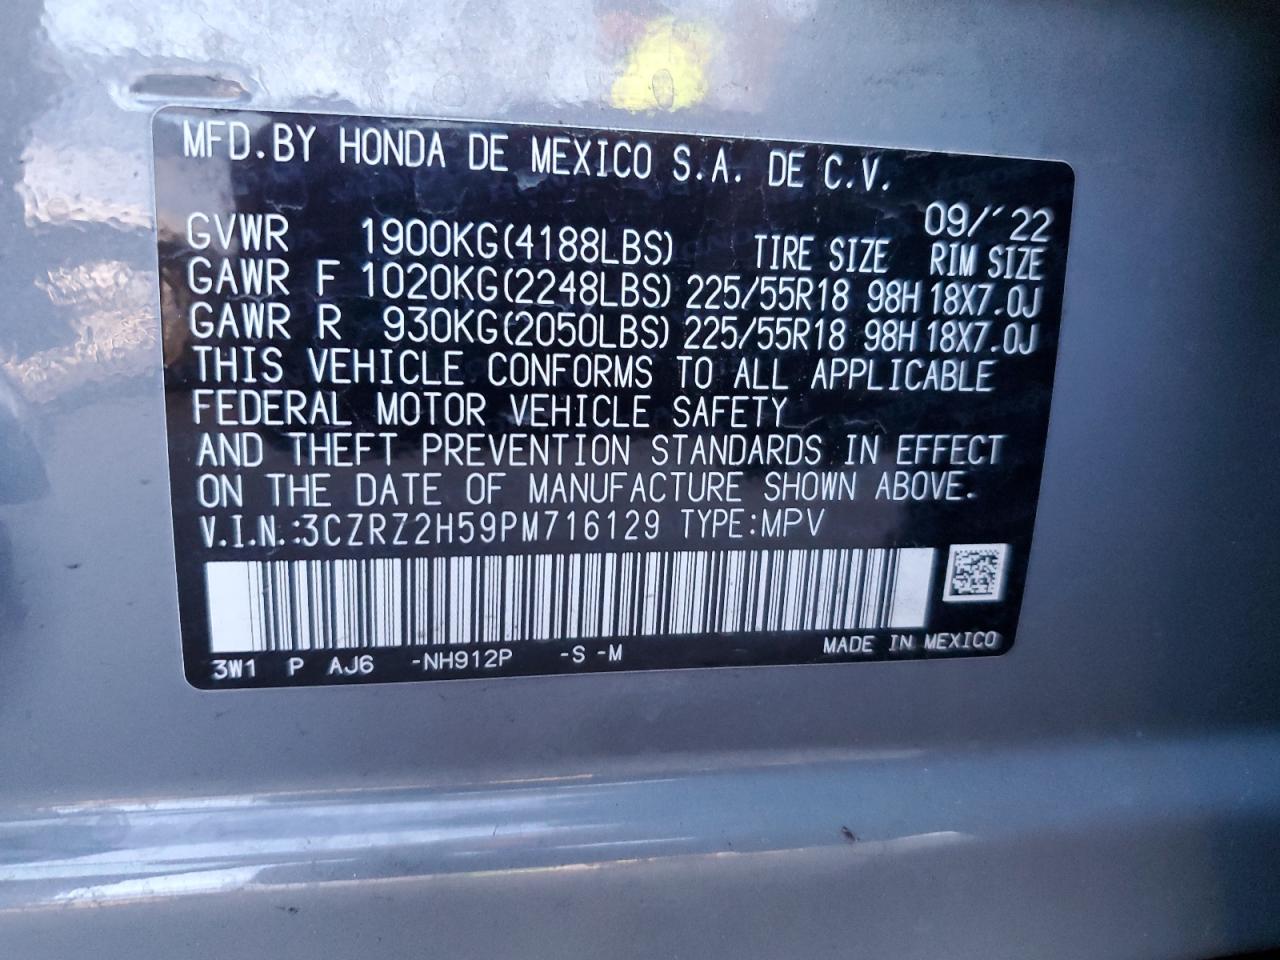 MFD.BY HONDA DE MEXICO S.A. DE C.V.
09/'22
GVWR 1900KG(4188LBS) TIRE SIZE RIM SIZE
GAWR F 1020KG(2248LBS) 225/55R18 98H 18X7.0J
GAWR R 930KG(2050LBS) 225/55R18 98H 18X7.0J
THIS VEHICLE CONFORMS TO ALL APPLICABLE
FEDERAL MOTOR VEHICLE SAFETY
AND THEFT PREVENTION STANDARDS IN EFFECT
ON THE DATE OF MANUFACTURE SHOWN ABOVE.
V.I.N.:3CZRZ2H59PM716129 TYPE:MPV
3W1 P AJ6 -NH912P -S -M MADE IN MEXICO